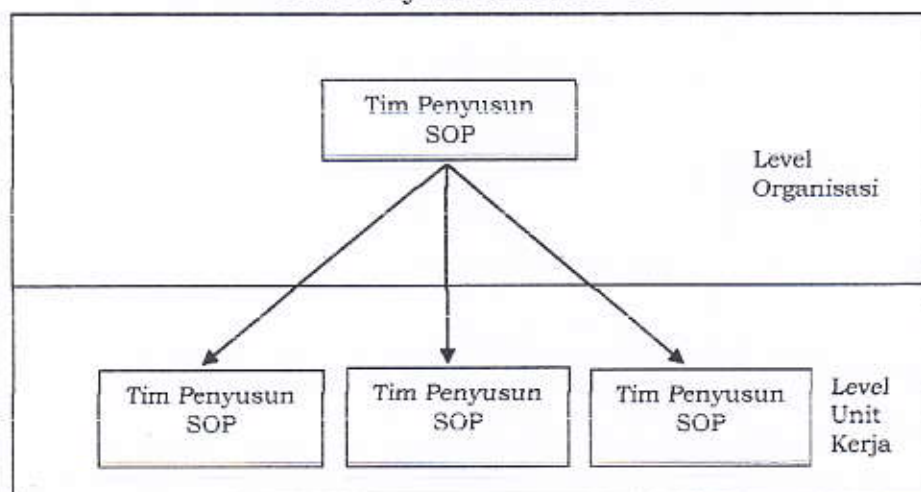 Tim Penyusun
SOP
Level
Organisasi
Tim Penyusun
SOP
Tim Penyusun
SOP
Tim Penyusun
SOP
Level
Unit
Kerja